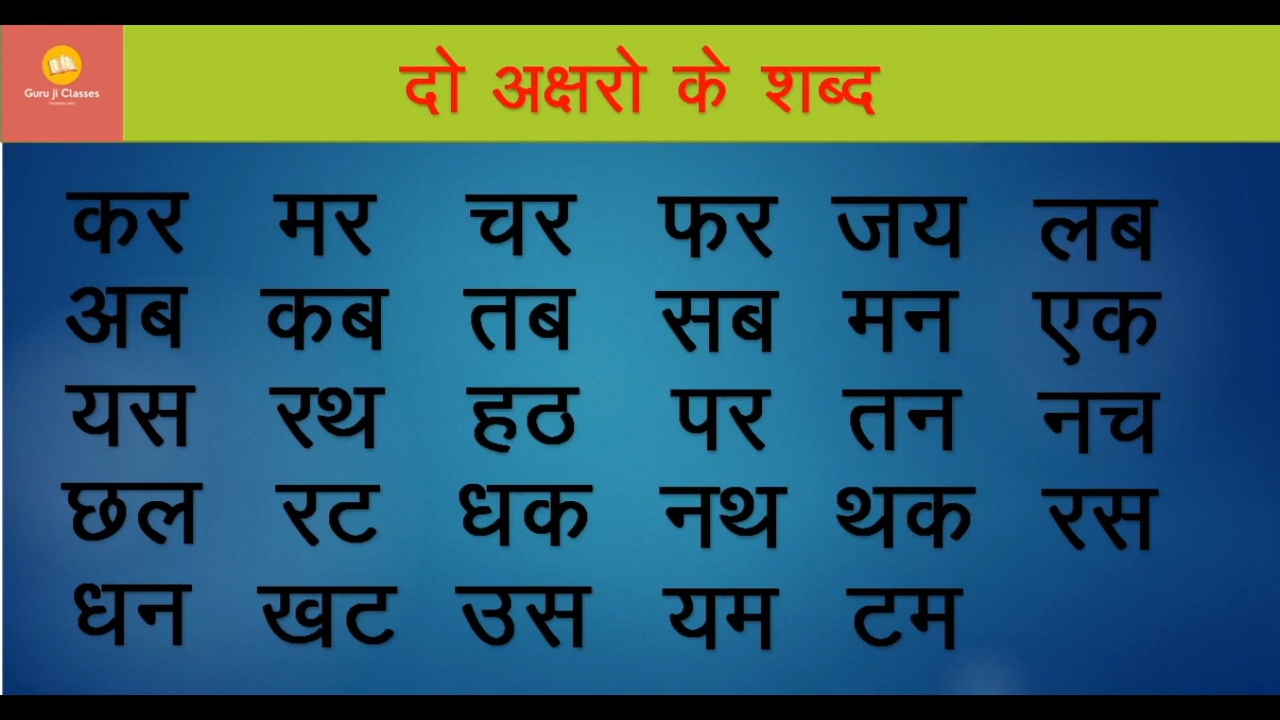 दो अक्षरो के शब्द
Guru Ji Classes
कर मर चर फर जय लब
अब कब तब सब मन एक
यस रथ हठ पर तन नच
छल रट धक नथ थक रस
धन खट उस यम टम